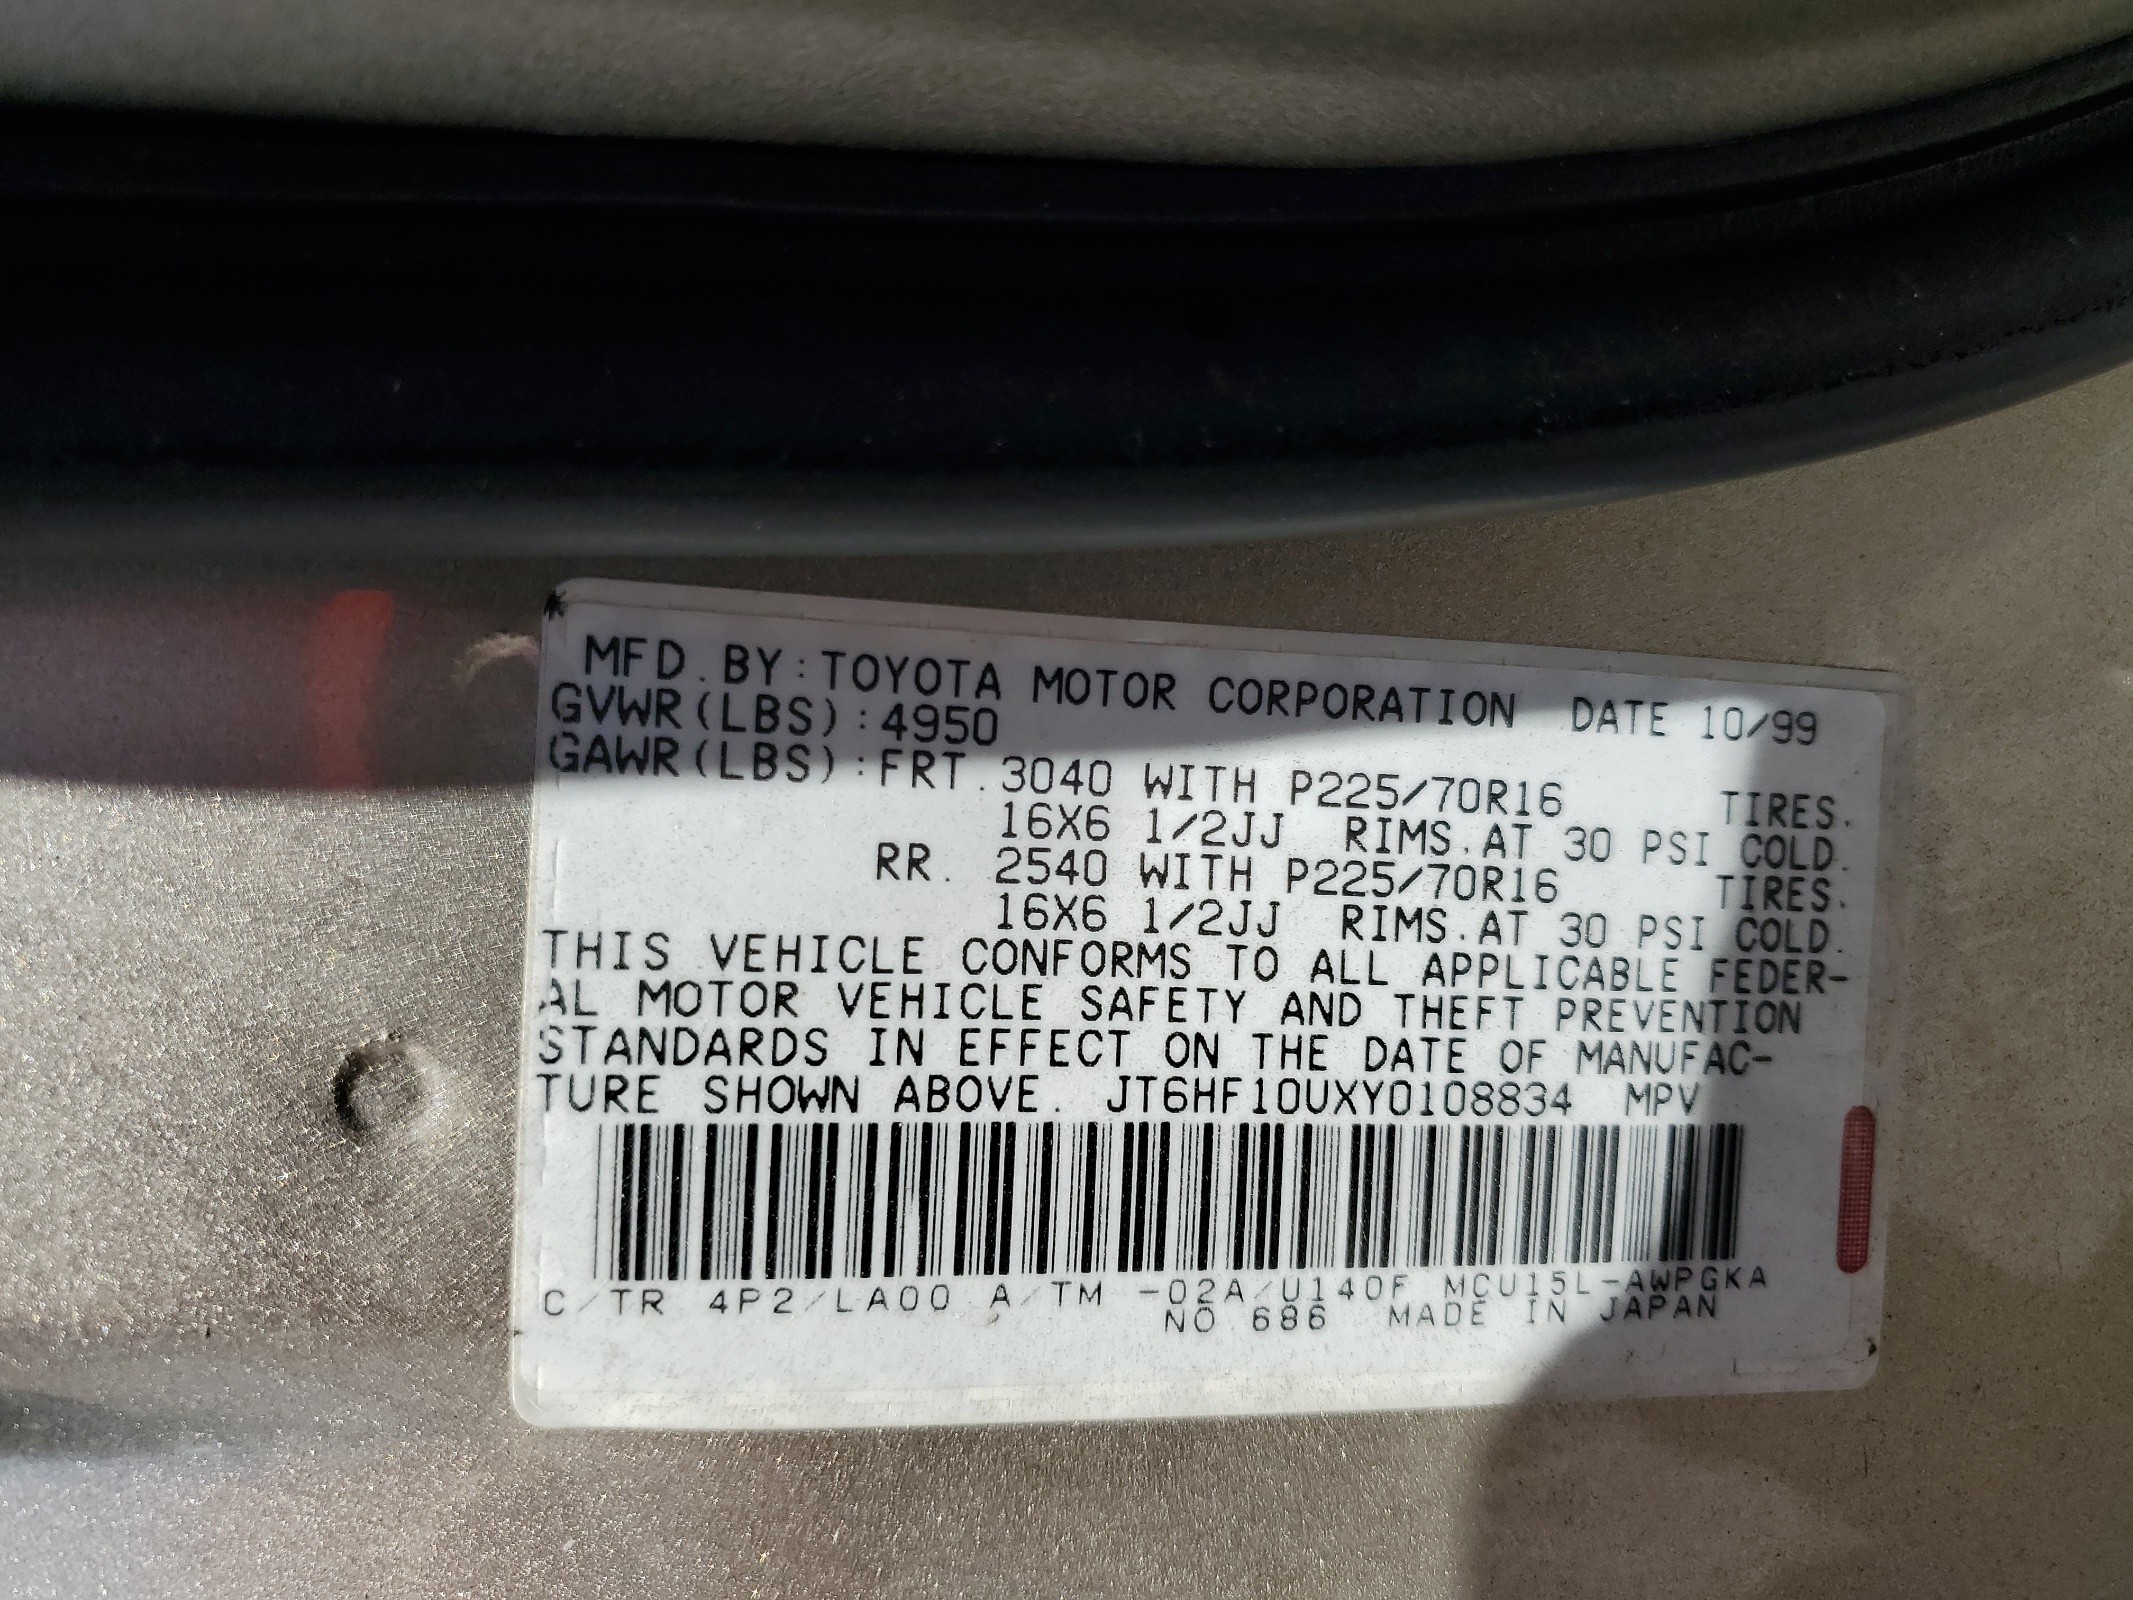 MFD.BY:TOYOTA MOTOR CORPORATION DATE 10/99
GVWR(LBS):4950
GAWR(LBS):FRT.3040 WITH P225/70R16 TIRES.
16X6 1/2JJ RIMS.AT 30 PSI COLD.
RR. 2540 WITH P225/70R16 TIRES.
16X6 1/2JJ RIMS.AT 30 PSI COLD.
THIS VEHICLE CONFORMS TO ALL APPLICABLE FEDER-
AL MOTOR VEHICLE SAFETY AND THEFT PREVENTION
STANDARDS IN EFFECT ON THE DATE OF MANUFAC-
TURE SHOWN ABOVE. JT6HF10UXY0108834 MPV
C/TR 4P2/LA00 A/TM -02A/U140F MCU15L-AWPGKA
NO 686 MADE IN JAPAN